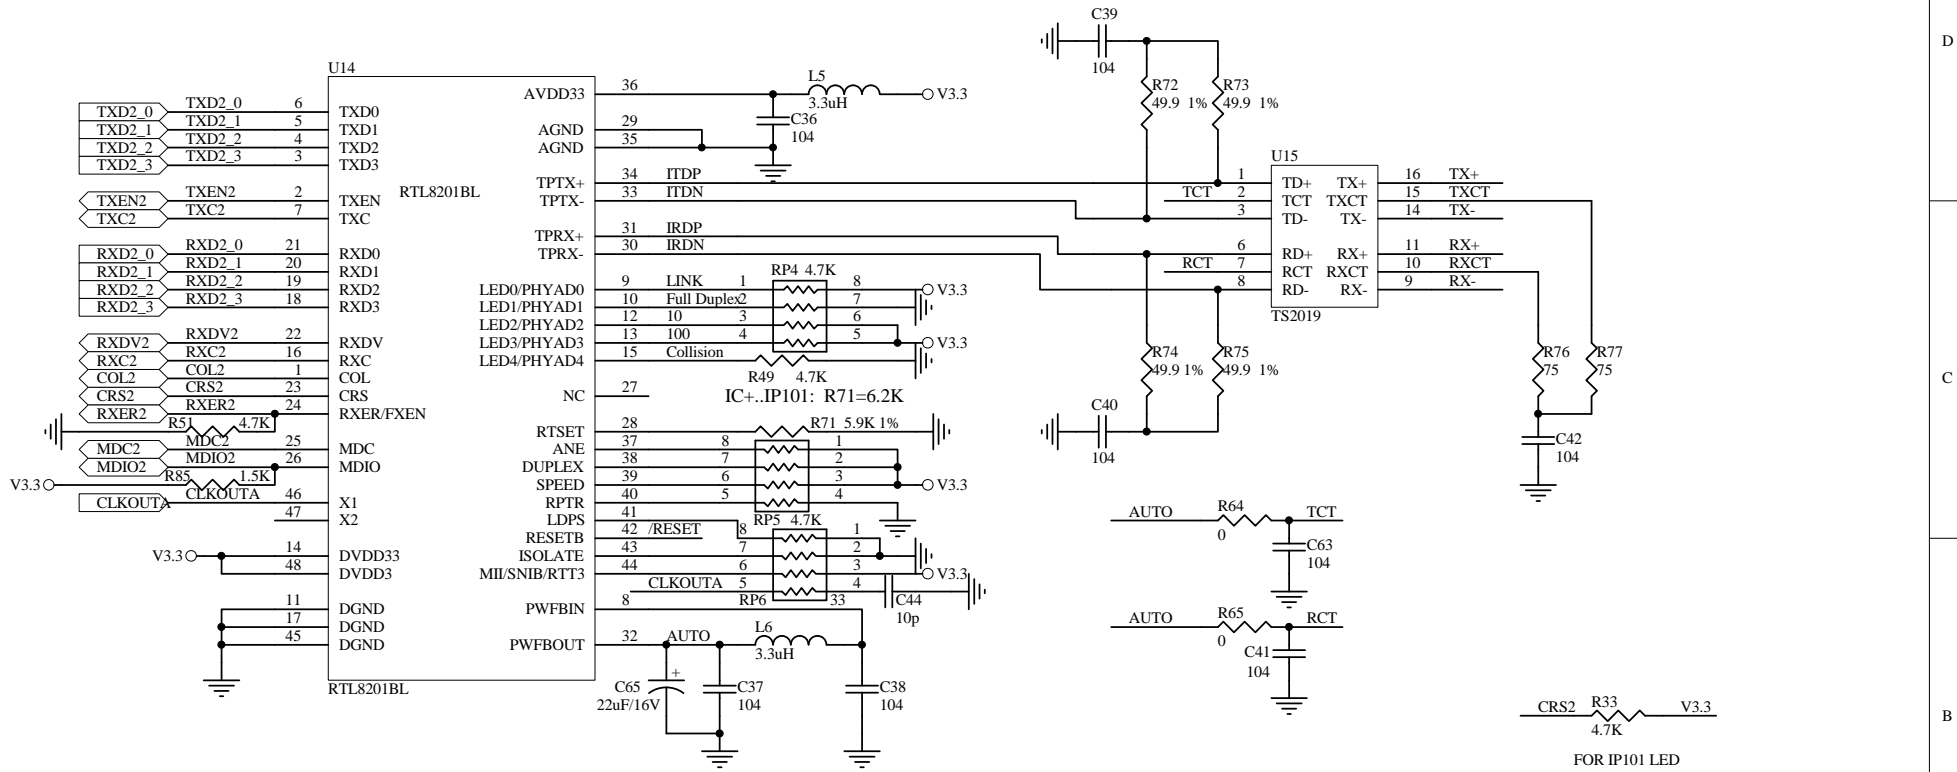 D
C
B
U14
RTL8201BL
RTL8201BL
TXD2_0 TXD2_0 6 TXD0
TXD2_1 TXD2_1 5 TXD1
TXD2_2 TXD2_2 4 TXD2
TXD2_3 TXD2_3 3 TXD3
TXEN2 TXEN2 2 TXEN
TXC2 TXC2 7 TXC
RXD2_0 RXD2_0 21 RXD0
RXD2_1 RXD2_1 20 RXD1
RXD2_2 RXD2_2 19 RXD2
RXD2_3 RXD2_3 18 RXD3
RXDV2 RXDV2 22 RXDV
RXC2 RXC2 16 RXC
COL2 COL2 1 COL
CRS2 CRS2 23 CRS
RXER2 RXER2 24 RXER/FXEN
R51 4.7K
MDC2 MDC2 25 MDC
MDIO2 MDIO2 26 MDIO
V3.3 R85 1.5K
CLKOUTA CLKOUTA 46 X1
47 X2
V3.3 14 DVDD33
48 DVDD3
11 DGND
17 DGND
45 DGND
AVDD33 36 L5 3.3uH V3.3
C36
104
AGND 29
AGND 35
TPTX+ 34 ITDP
TPTX- 33 ITDN
TPRX+ 31 IRDP
TPRX- 30 IRDN
RP4 4.7K
LED0/PHYAD0 9 LINK 1 8 V3.3
LED1/PHYAD1 10 Full Duplex 2 7
LED2/PHYAD2 12 10 3 6
LED3/PHYAD3 13 100 4 5 V3.3
LED4/PHYAD4 15 Collision
R49 4.7K
NC 27
IC+..IP101: R71=6.2K
RTSET 28 R71 5.9K 1%
ANE 37 8 1
DUPLEX 38 7 2
SPEED 39 6 3 V3.3
RPTR 40 5 4
RP5 4.7K
LDPS 41
RESETB 42 /RESET 8 1
ISOLATE 43 7 2
MII/SNIB/RTT3 44 6 3 V3.3
CLKOUTA 5 4
RP6 33
C44
10p
PWFBIN 8
PWFBOUT 32 AUTO L6
3.3uH
C65
+
22uF/16V
C37
104
C38
104
C39
104
R72
49.9 1%
R73
49.9 1%
U15
TS2019
1 TD+ TX+ 16 TX+
TCT 2 TCT TXCT 15 TXCT
3 TD- TX- 14 TX-
6 RD+ RX+ 11 RX+
RCT 7 RCT RXCT 10 RXCT
8 RD- RX- 9 RX-
R74
49.9 1%
R75
49.9 1%
C40
104
R76
75
R77
75
C42
104
AUTO R64 TCT
0
C63
104
AUTO R65 RCT
0
C41
104
CRS2 R33 V3.3
4.7K
FOR IP101 LED